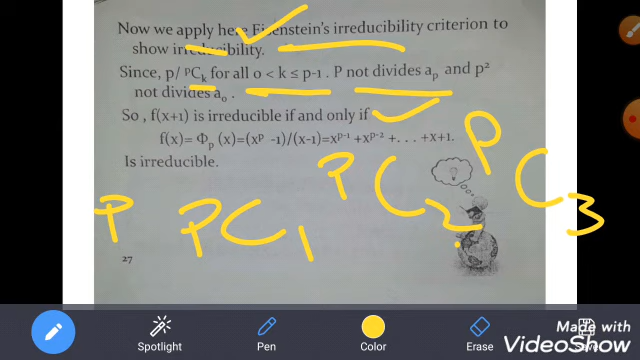 Now we apply here Eisenstein's irreducibility criterion to
show irreducibility.
Since, p/ ᵖCₖ for all 0 < k ≤ p-1 . P not divides aₚ and p²
not divides a₀ .
So , f(x+1) is irreducible if and only if
f(x)= Φₚ (x)=(xᵖ -1)/(x-1)=xᵖ⁻¹ +xᵖ⁻² +. . . +x+1.
Is irreducible.
P PC₁ PC₂ PC₃
27
Spotlight Pen Color Erase
Made with
VideoShow